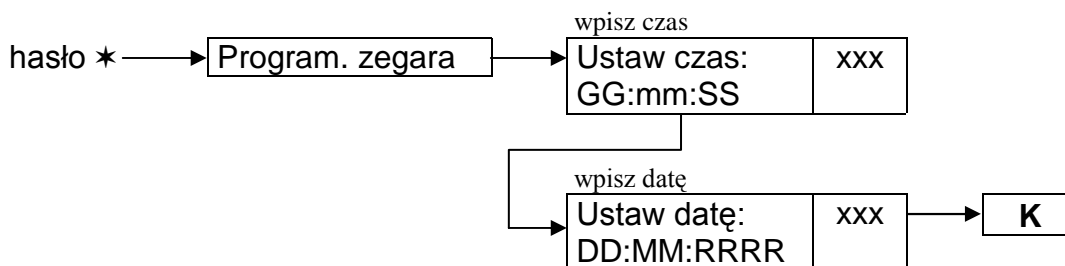 wpisz czas
hasło ✶ Program. zegara Ustaw czas: xxx
GG:mm:SS
wpisz datę
Ustaw datę: xxx K
DD:MM:RRRR